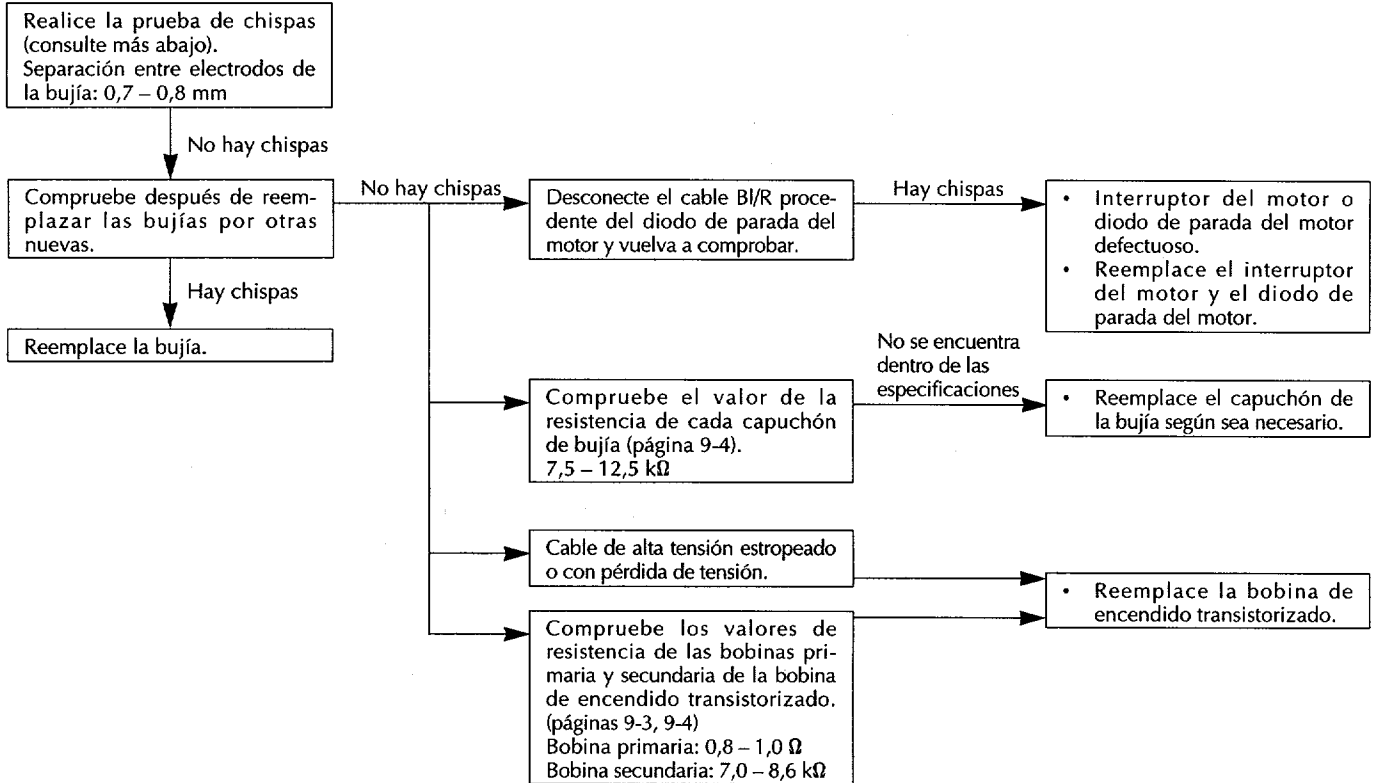 Realice la prueba de chispas
(consulte más abajo).
Separación entre electrodos de
la bujía: 0,7 – 0,8 mm
No hay chispas
Compruebe después de reem-
plazar las bujías por otras
nuevas.
Hay chispas
Reemplace la bujía.
No hay chispas
Desconecte el cable Bl/R proce-
dente del diodo de parada del
motor y vuelva a comprobar.
Hay chispas
• Interruptor del motor o
diodo de parada del motor
defectuoso.
• Reemplace el interruptor
del motor y el diodo de
parada del motor.
Compruebe el valor de la
resistencia de cada capuchón
de bujía (página 9-4).
7,5 – 12,5 kΩ
No se encuentra
dentro de las
especificaciones
• Reemplace el capuchón de
la bujía según sea necesario.
Cable de alta tensión estropeado
o con pérdida de tensión.
Compruebe los valores de
resistencia de las bobinas pri-
maria y secundaria de la bobina
de encendido transistorizado.
(páginas 9-3, 9-4)
Bobina primaria: 0,8 – 1,0 Ω
Bobina secundaria: 7,0 – 8,6 kΩ
• Reemplace la bobina de
encendido transistorizado.